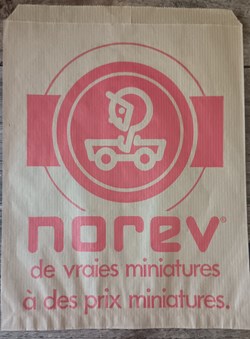 norev®
de vraies miniatures
à des prix miniatures.